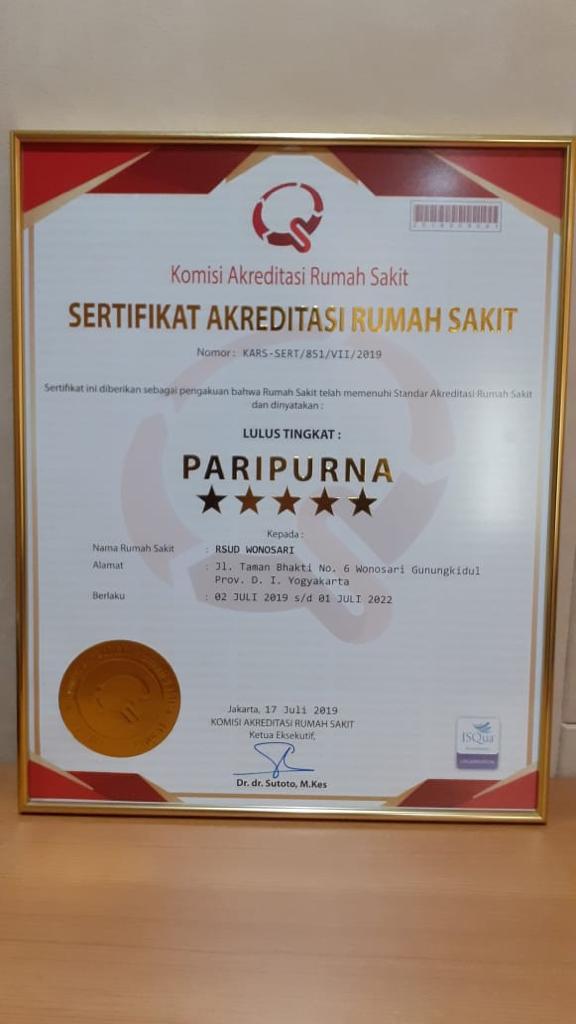 Komisi Akreditasi Rumah Sakit
SERTIFIKAT AKREDITASI RUMAH SAKIT
Nomor : KARS-SERT/851/VII/2019
Sertifikat ini diberikan sebagai pengakuan bahwa Rumah Sakit telah memenuhi Standar Akreditasi Rumah Sakit
dan dinyatakan :
LULUS TINGKAT :
PARIPURNA
Kepada :
Nama Rumah Sakit : RSUD WONOSARI
Alamat : Jl. Taman Bhakti No. 6 Wonosari Gunungkidul
Prov. D. I. Yogyakarta
Berlaku : 02 JULI 2019 s/d 01 JULI 2022
Jakarta, 17 Juli 2019
KOMISI AKREDITASI RUMAH SAKIT
Ketua Eksekutif,
Dr. dr. Sutoto, M.Kes
ISQua